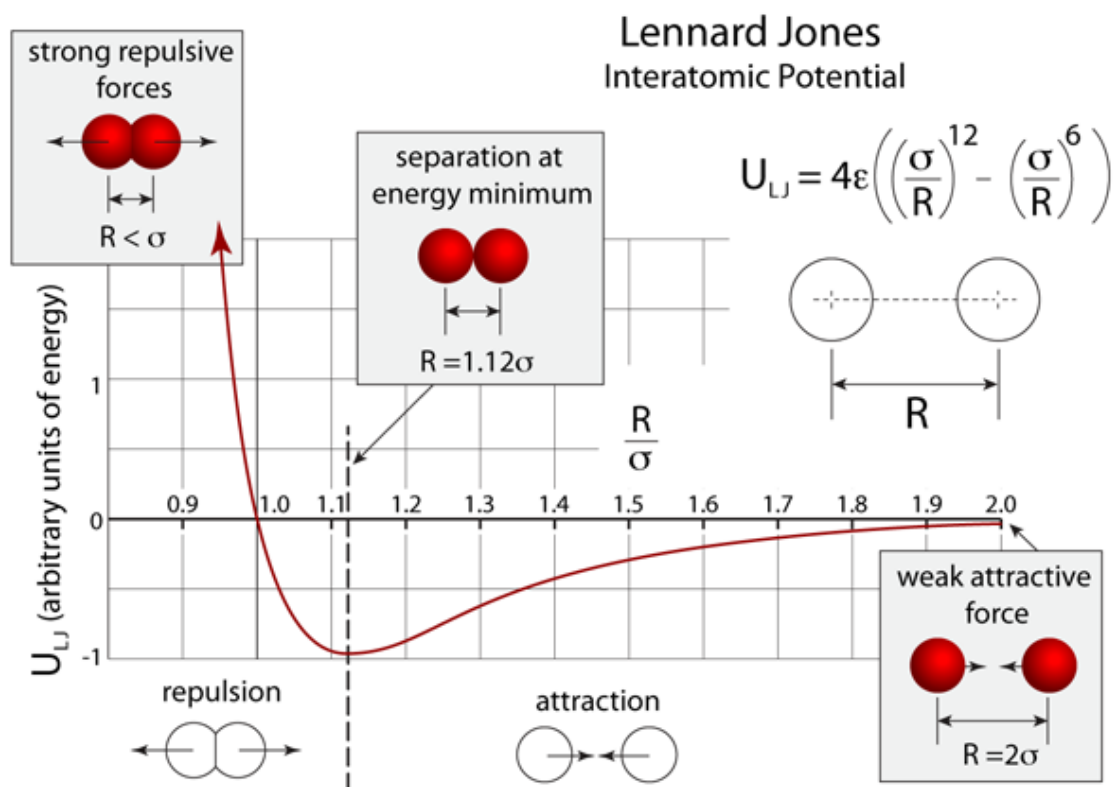 Lennard Jones
Interatomic Potential
strong repulsive
forces
R < σ
separation at
energy minimum
R = 1.12σ
U_LJ = 4ε((σ/R)^12 - (σ/R)^6)
R
U_LJ (arbitrary units of energy)
1
0
-1
R/σ
0.9 1.0 1.1 1.2 1.3 1.4 1.5 1.6 1.7 1.8 1.9 2.0
weak attractive
force
R = 2σ
repulsion
attraction